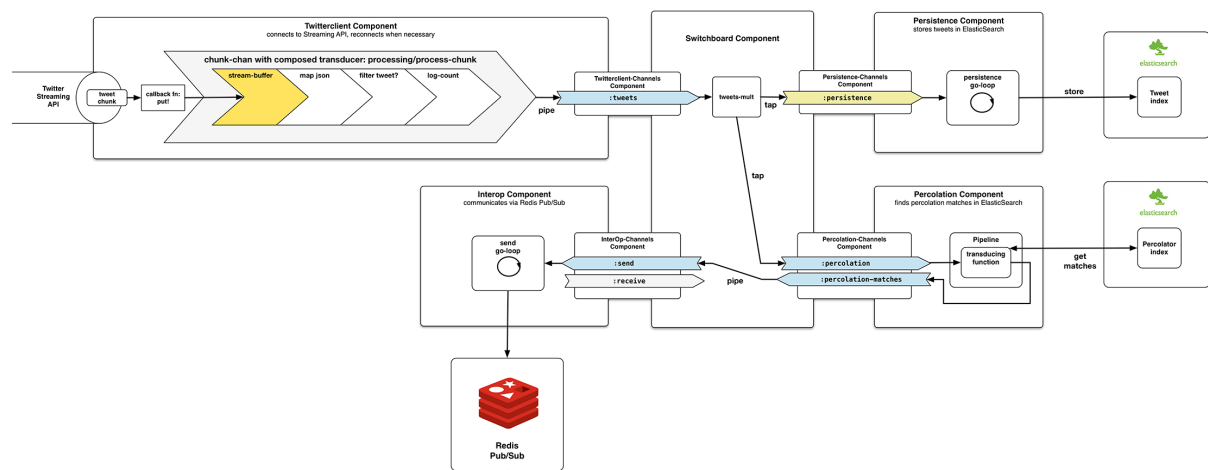 Twitterclient Component
connects to Streaming API, reconnects when necessary
chunk-chan with composed transducer: processing/process-chunk
stream-buffer
map json
filter tweet?
log-count
Twitter
Streaming
API
tweet
chunk
callback fn:
put!
pipe
Switchboard Component
Twitterclient-Channels
Component
:tweets
tweets-mult
tap
tap
Persistence Component
stores tweets in ElasticSearch
Persistence-Channels
Component
:persistence
persistence
go-loop
store
elasticsearch
Tweet
index
Interop Component
communicates via Redis Pub/Sub
send
go-loop
InterOp-Channels
Component
:send
:receive
pipe
Percolation Component
finds percolation matches in ElasticSearch
Percolation-Channels
Component
:percolation
:percolation-matches
Pipeline
transducing
function
get
matches
elasticsearch
Percolator
index
Redis
Pub/Sub